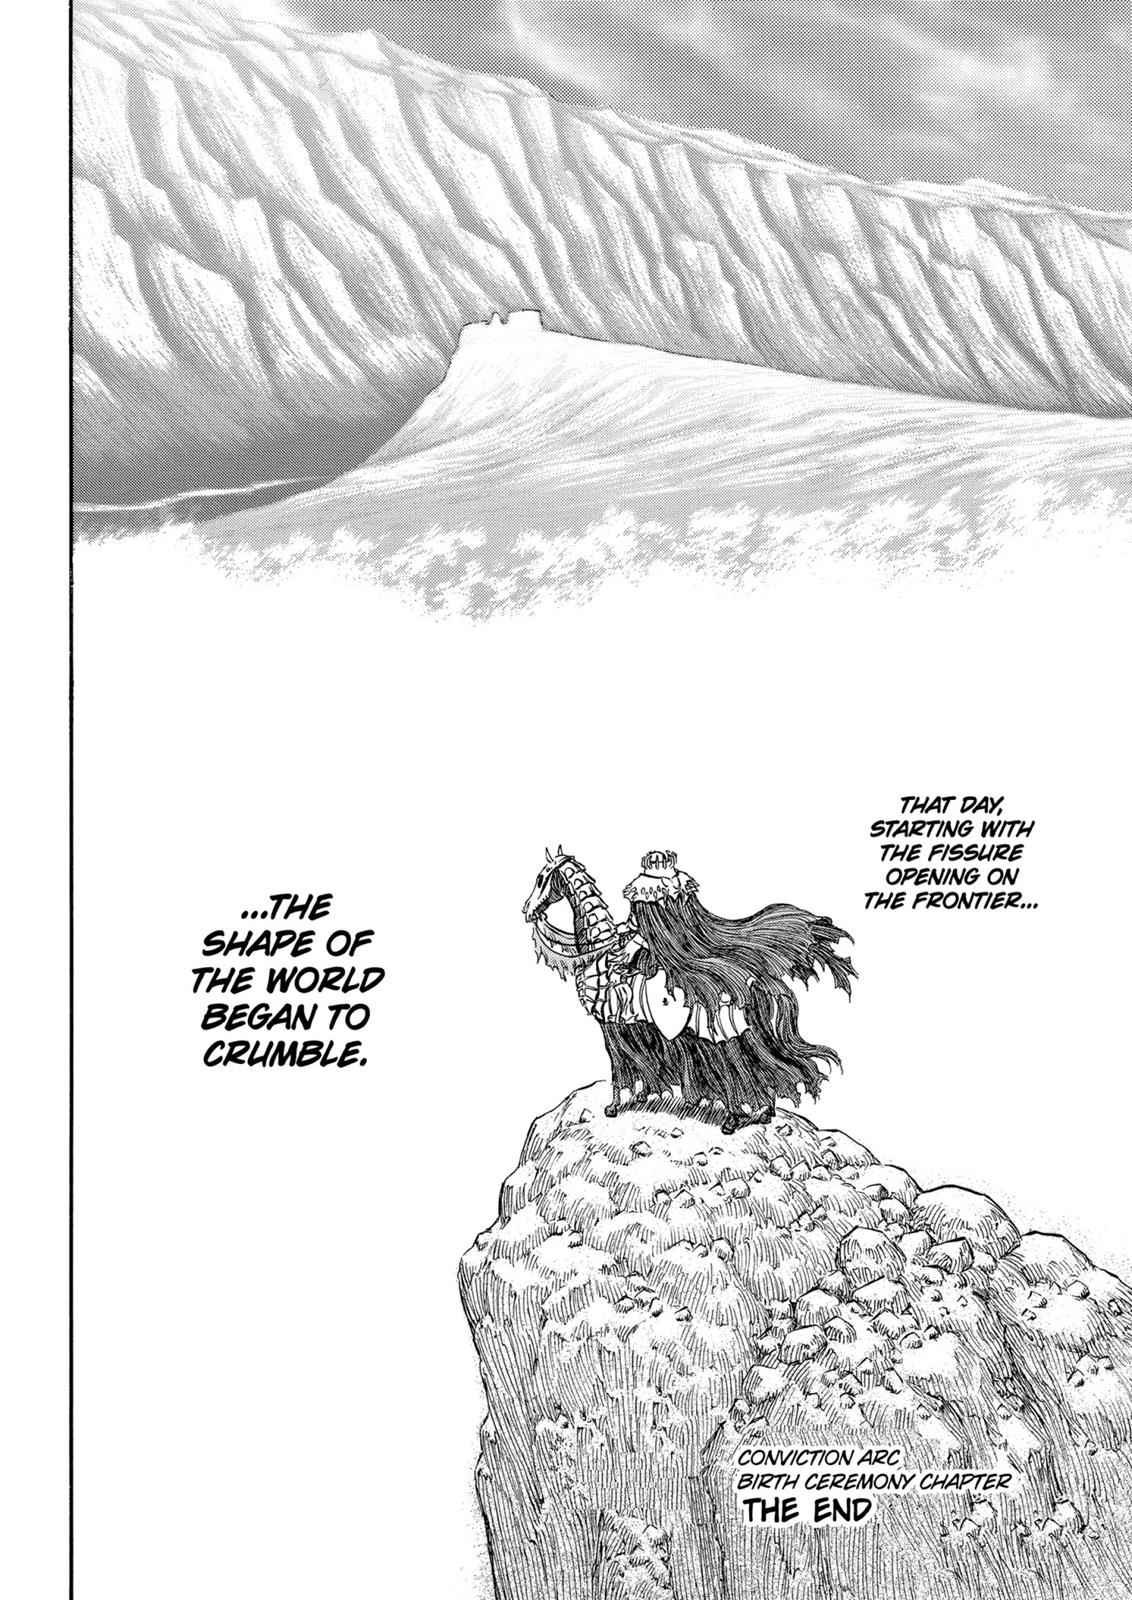 THAT DAY,
STARTING WITH
THE FISSURE
OPENING ON
THE FRONTIER...
...THE
SHAPE OF
THE WORLD
BEGAN TO
CRUMBLE.
CONVICTION ARC
BIRTH CEREMONY CHAPTER
THE END